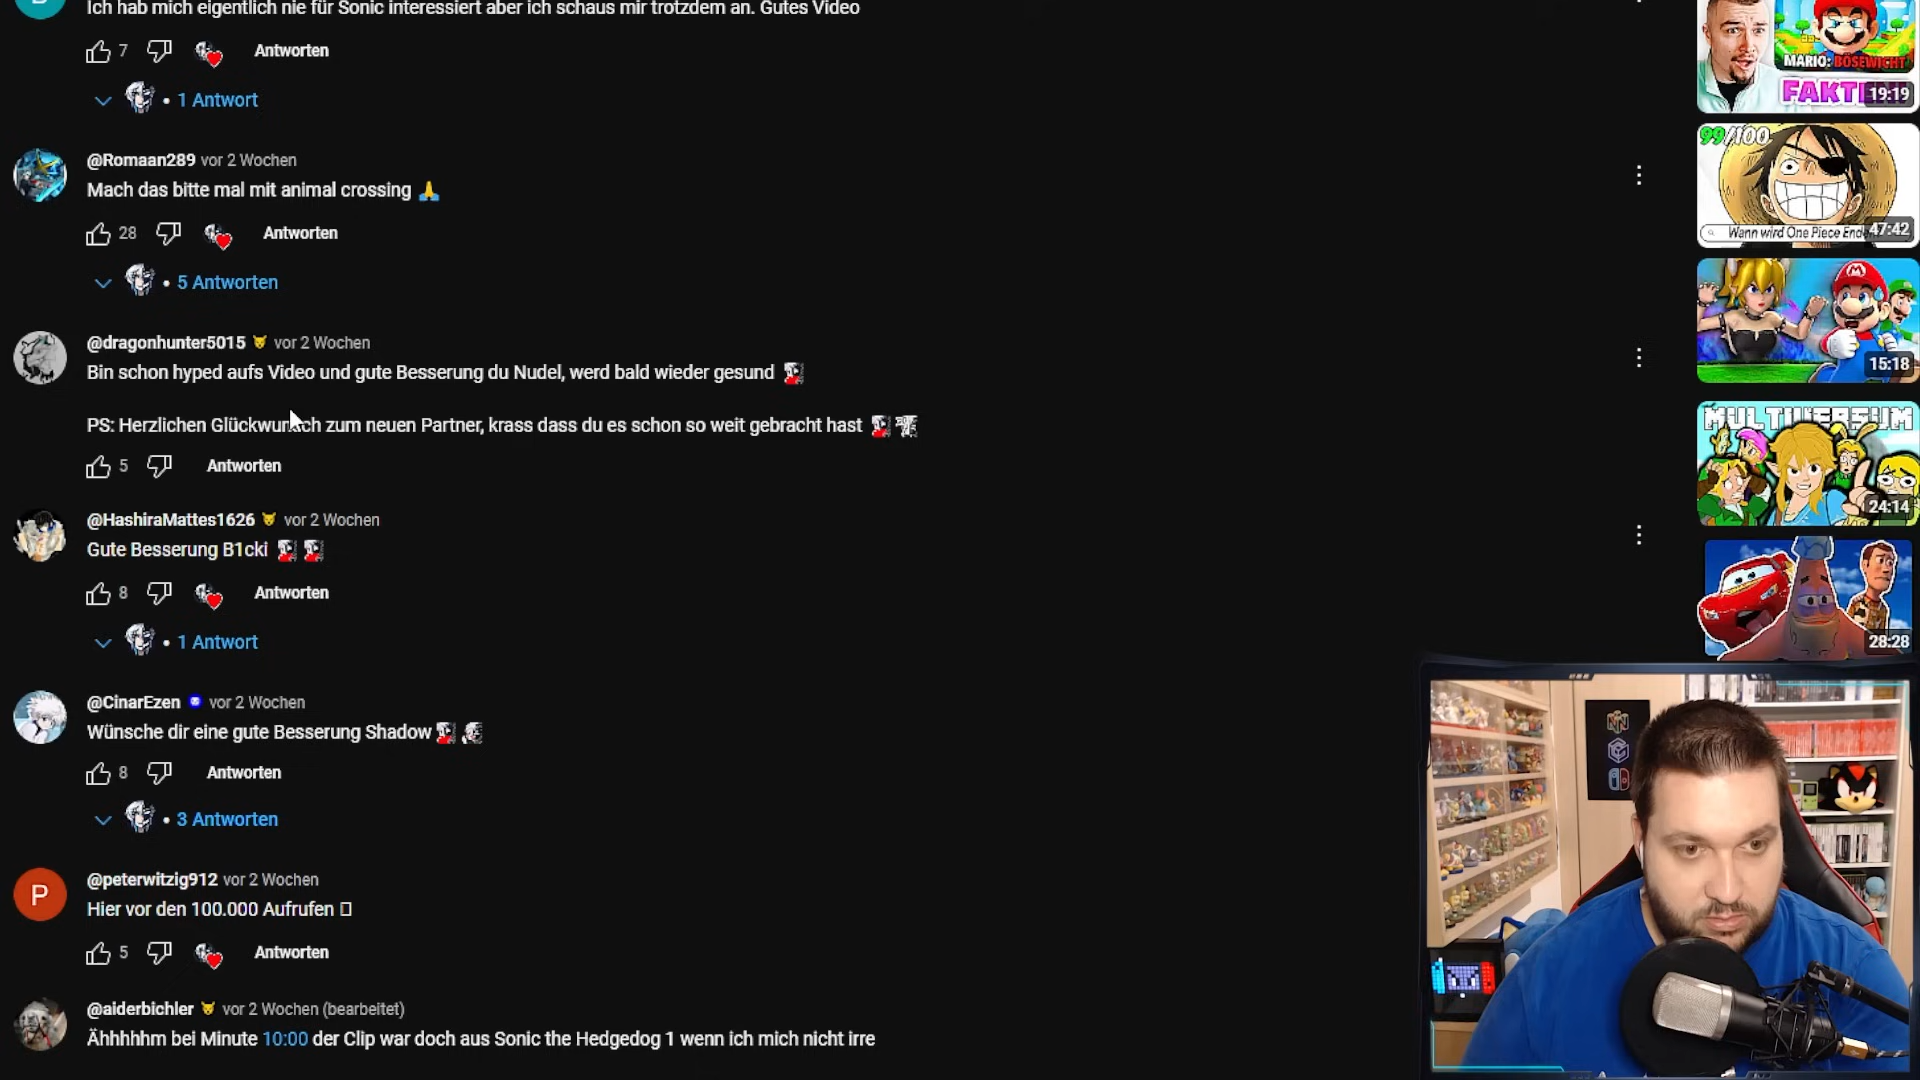 Ich hab mich eigentlich nie für Sonic interessiert aber ich schaus mir trotzdem an. Gutes Video
7 Antworten
1 Antwort
@Romaan289 vor 2 Wochen
Mach das bitte mal mit animal crossing 🙏
28 Antworten
5 Antworten
@dragonhunter5015 vor 2 Wochen
Bin schon hyped aufs Video und gute Besserung du Nudel, werd bald wieder gesund
PS: Herzlichen Glückwunsch zum neuen Partner, krass dass du es schon so weit gebracht hast
5 Antworten
@HashiraMattes1626 vor 2 Wochen
Gute Besserung B1cki
8 Antworten
1 Antwort
@CinarEzen vor 2 Wochen
Wünsche dir eine gute Besserung Shadow
8 Antworten
3 Antworten
P
@peterwitzig912 vor 2 Wochen
Hier vor den 100.000 Aufrufen
5 Antworten
@aiderbichler vor 2 Wochen (bearbeitet)
Ähhhhhm bei Minute 10:00 der Clip war doch aus Sonic the Hedgedog 1 wenn ich mich nicht irre
MARIO: BÖSEWICHT
19:19
99/100
Wann wird One Piece
47:42
15:18
MULTIVERSUM
24:14
28:28